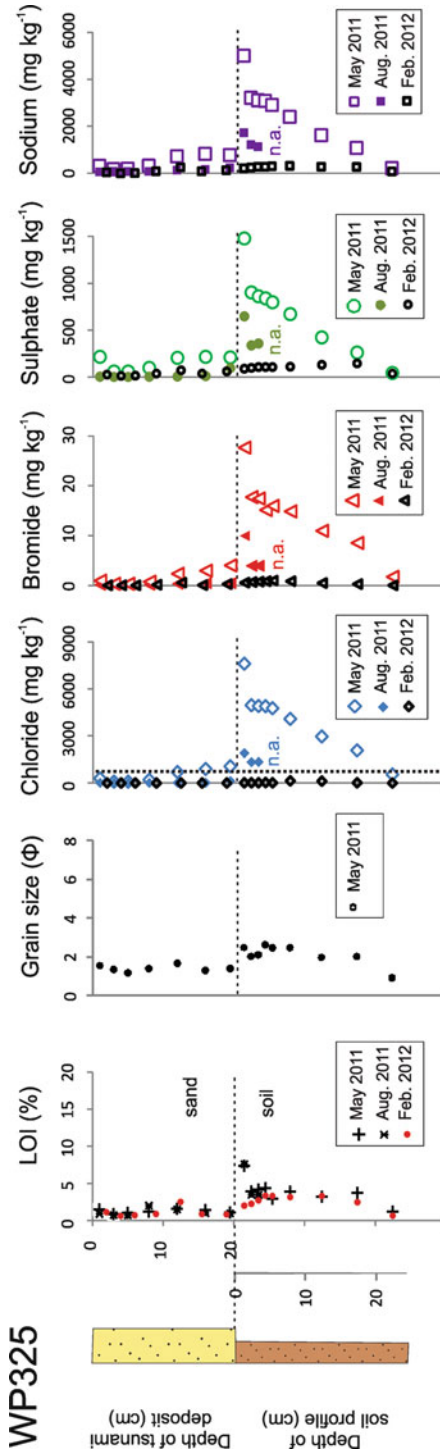 WP325
Depth of tsunami
deposit (cm)
Depth of
soil profile (cm)
0
10
20
0
10
20
LOI (%)
0 5 10 15 20
sand
soil
May 2011
Aug. 2011
Feb. 2012
Grain size (Φ)
0 2 4 6 8
May 2011
Chloride (mg kg⁻¹)
0 3000 6000 9000
n.a.
May 2011
Aug. 2011
Feb. 2012
Bromide (mg kg⁻¹)
0 10 20 30
n.a.
May 2011
Aug. 2011
Feb. 2012
Sulphate (mg kg⁻¹)
0 500 1000 1500
n.a.
May 2011
Aug. 2011
Feb. 2012
Sodium (mg kg⁻¹)
0 2000 4000 6000
n.a.
May 2011
Aug. 2011
Feb. 2012